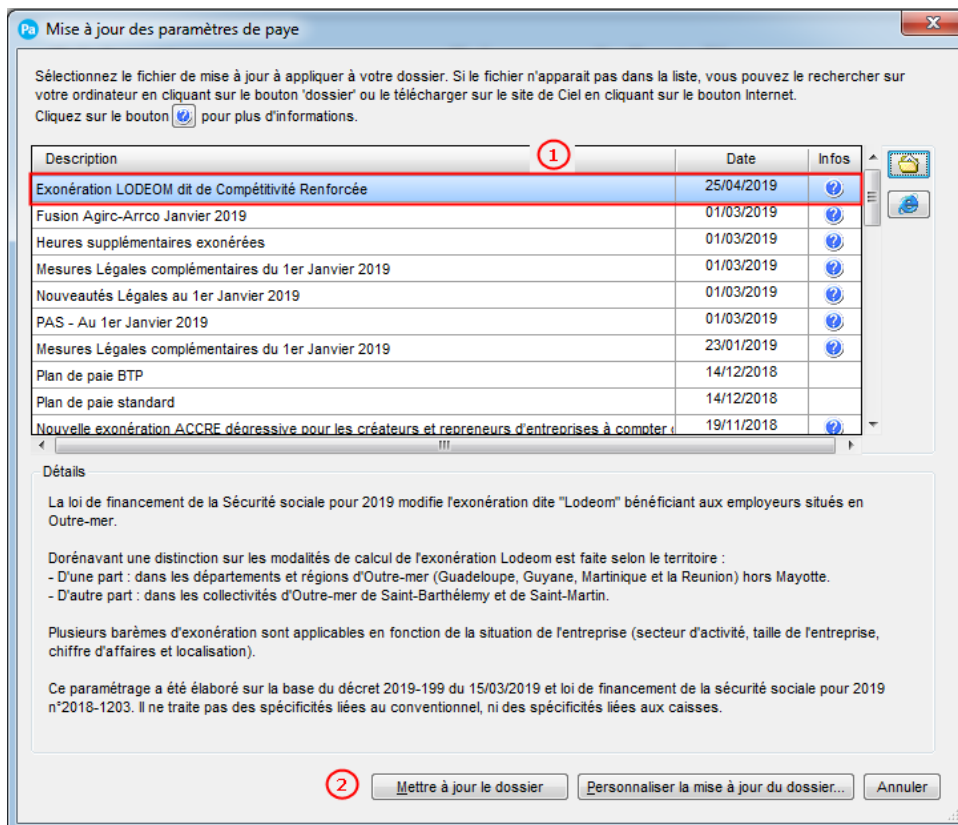 Pa Mise à jour des paramètres de paye
Sélectionnez le fichier de mise à jour à appliquer à votre dossier. Si le fichier n'apparait pas dans la liste, vous pouvez le rechercher sur
votre ordinateur en cliquant sur le bouton 'dossier' ou le télécharger sur le site de Ciel en cliquant sur le bouton Internet.
Cliquez sur le bouton ? pour plus d'informations.
1
Description Date Infos
Exonération LODEOM dit de Compétitivité Renforcée 25/04/2019 ?
Fusion Agirc-Arrco Janvier 2019 01/03/2019 ?
Heures supplémentaires exonérées 01/03/2019 ?
Mesures Légales complémentaires du 1er Janvier 2019 01/03/2019 ?
Nouveautés Légales au 1er Janvier 2019 01/03/2019 ?
PAS - Au 1er Janvier 2019 01/03/2019 ?
Mesures Légales complémentaires du 1er Janvier 2019 23/01/2019 ?
Plan de paie BTP 14/12/2018
Plan de paie standard 14/12/2018
Nouvelle exonération ACCRE dégressive pour les créateurs et repreneurs d'entreprises à compter 19/11/2018 ?
Détails
La loi de financement de la Sécurité sociale pour 2019 modifie l'exonération dite "Lodeom" bénéficiant aux employeurs situés en
Outre-mer.
Dorénavant une distinction sur les modalités de calcul de l'exonération Lodeom est faite selon le territoire :
- D'une part : dans les départements et régions d'Outre-mer (Guadeloupe, Guyane, Martinique et la Reunion) hors Mayotte.
- D'autre part : dans les collectivités d'Outre-mer de Saint-Barthélemy et de Saint-Martin.
Plusieurs barèmes d'exonération sont applicables en fonction de la situation de l'entreprise (secteur d'activité, taille de l'entreprise,
chiffre d'affaires et localisation).
Ce paramétrage a été élaboré sur la base du décret 2019-199 du 15/03/2019 et loi de financement de la sécurité sociale pour 2019
n°2018-1203. Il ne traite pas des spécificités liées au conventionnel, ni des spécificités liées aux caisses.
2 Mettre à jour le dossier Personnaliser la mise à jour du dossier... Annuler